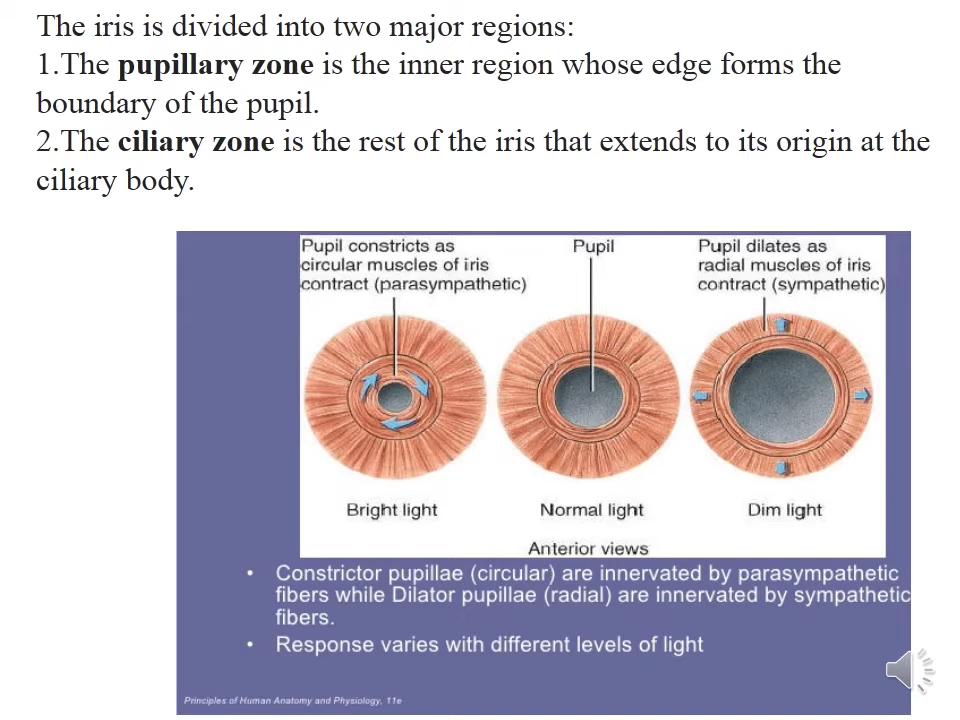 The iris is divided into two major regions:
1.The pupillary zone is the inner region whose edge forms the
boundary of the pupil.
2.The ciliary zone is the rest of the iris that extends to its origin at the
ciliary body.
Pupil constricts as
circular muscles of iris
contract (parasympathetic)
Pupil
Pupil dilates as
radial muscles of iris
contract (sympathetic)
Bright light
Normal light
Dim light
Anterior views
• Constrictor pupillae (circular) are innervated by parasympathetic
fibers while Dilator pupillae (radial) are innervated by sympathetic
fibers.
• Response varies with different levels of light
Principles of Human Anatomy and Physiology, 11e